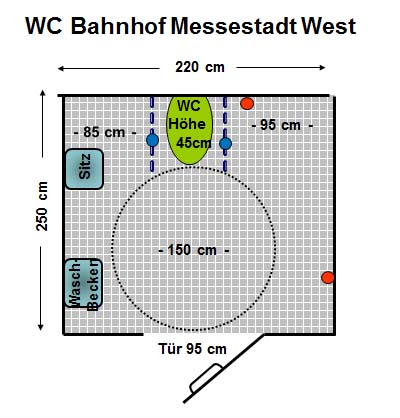 WC Bahnhof Messestadt West
220 cm
WC
Höhe
45cm
- 85 cm -
- 95 cm -
Sitz
250 cm
- 150 cm -
Wasch-
Becken
Tür 95 cm